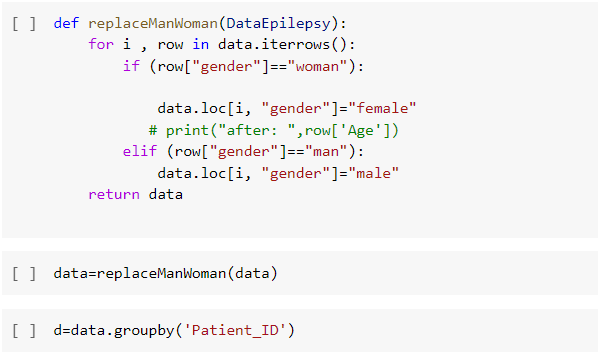 [ ] def replaceManWoman(DataEpilepsy):
for i , row in data.iterrows():
if (row["gender"]=="woman"):
data.loc[i, "gender"]="female"
# print("after: ",row['Age'])
elif (row["gender"]=="man"):
data.loc[i, "gender"]="male"
return data
[ ] data=replaceManWoman(data)
[ ] d=data.groupby('Patient_ID')